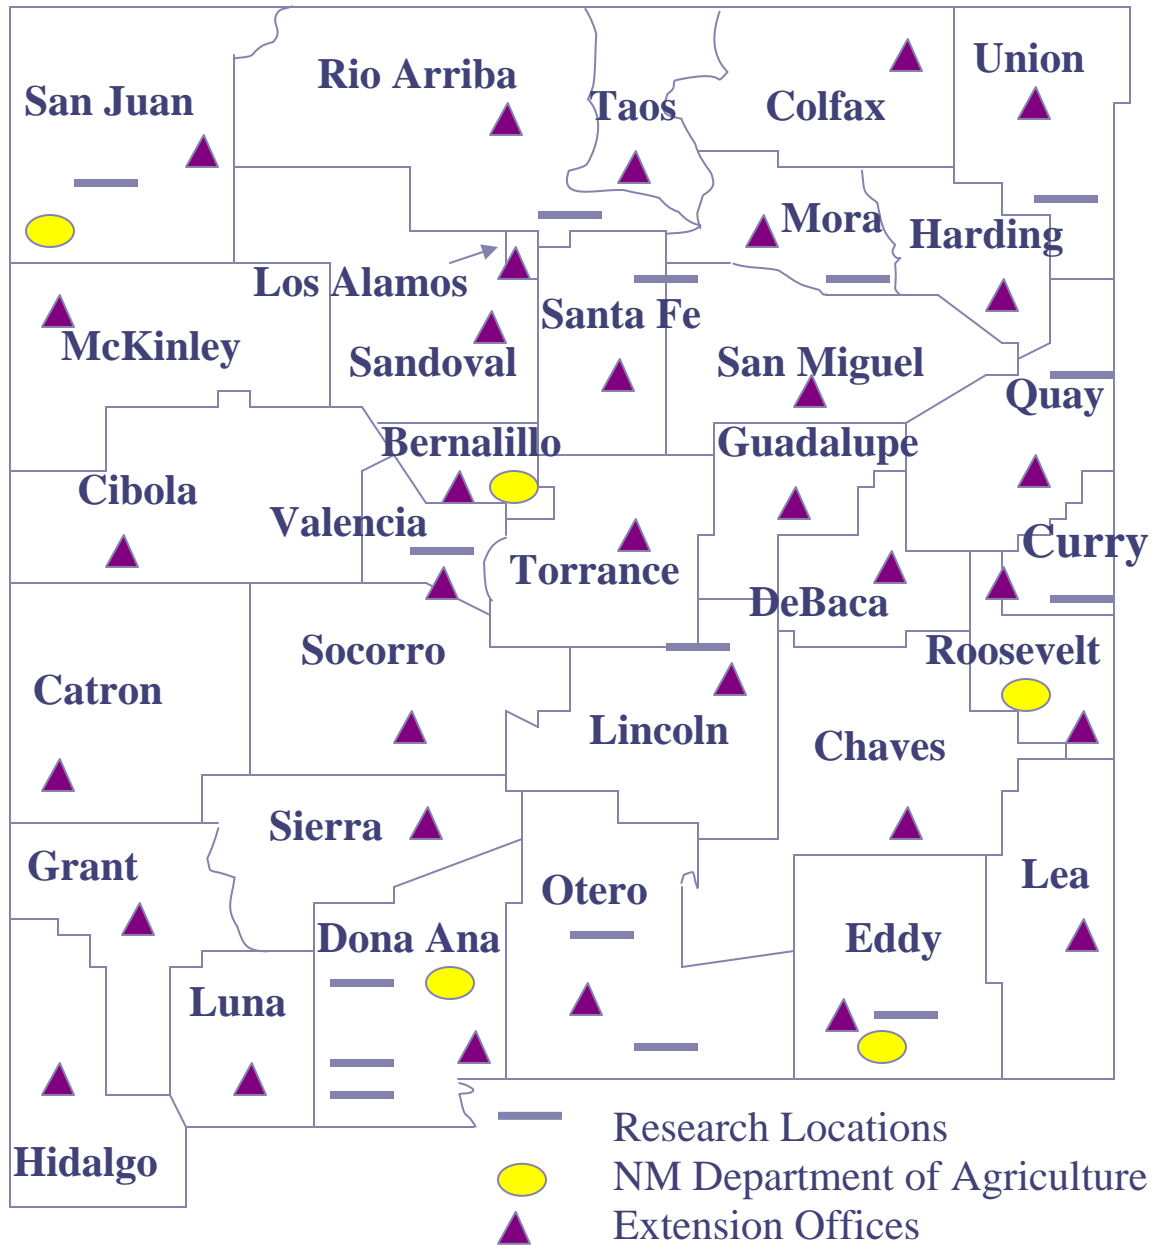 Union
Rio Arriba
San Juan
Taos
Colfax
Mora
Harding
Los Alamos
Santa Fe
McKinley
Sandoval
San Miguel
Quay
Bernalillo
Guadalupe
Cibola
Valencia
Curry
Torrance
DeBaca
Socorro
Roosevelt
Catron
Lincoln
Chaves
Sierra
Grant
Lea
Otero
Dona Ana
Eddy
Luna
Hidalgo
Research Locations
NM Department of Agriculture
Extension Offices